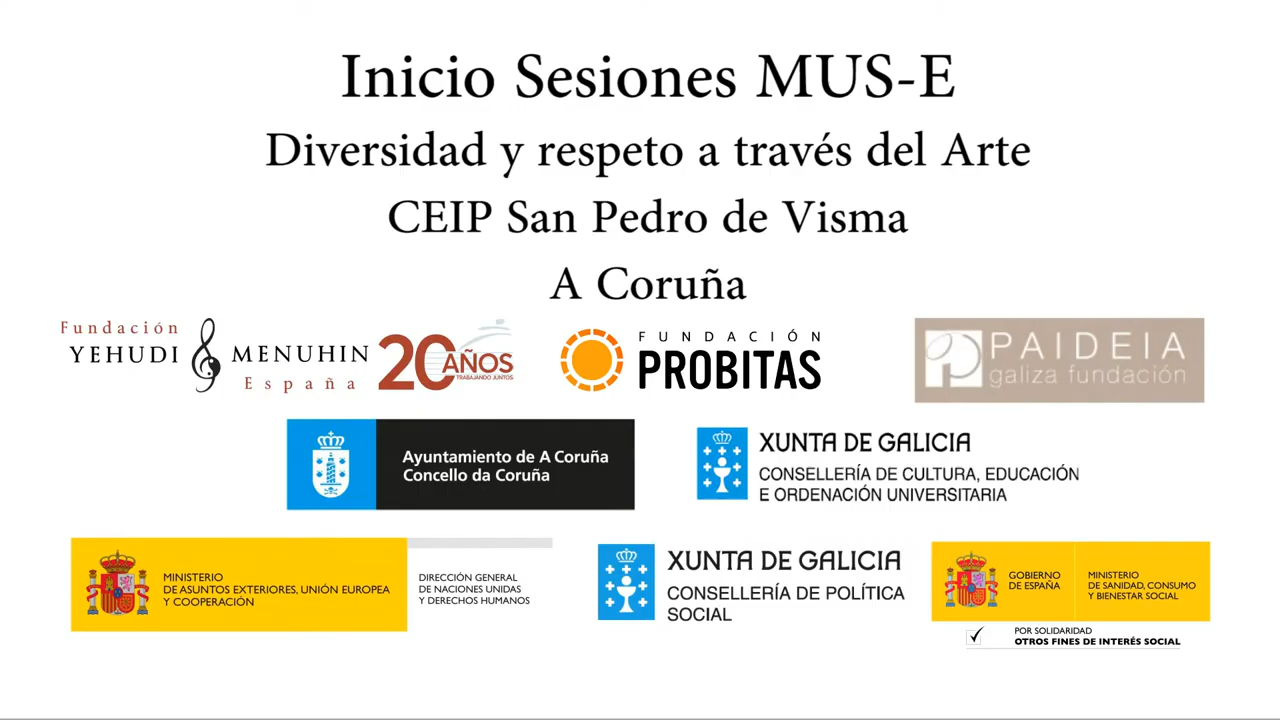 Inicio Sesiones MUS-E
Diversidad y respeto a través del Arte
CEIP San Pedro de Visma
A Coruña
Fundación
YEHUDI MENUHIN
España
20 AÑOS
TRABAJANDO JUNTOS
FUNDACIÓN
PROBITAS
PAIDEIA
galiza fundación
Ayuntamiento de A Coruña
Concello da Coruña
XUNTA DE GALICIA
CONSELLERÍA DE CULTURA, EDUCACIÓN
E ORDENACIÓN UNIVERSITARIA
MINISTERIO
DE ASUNTOS EXTERIORES, UNIÓN EUROPEA
Y COOPERACIÓN
DIRECCIÓN GENERAL
DE NACIONES UNIDAS
Y DERECHOS HUMANOS
XUNTA DE GALICIA
CONSELLERÍA DE POLÍTICA
SOCIAL
GOBIERNO
DE ESPAÑA
MINISTERIO
DE SANIDAD, CONSUMO
Y BIENESTAR SOCIAL
POR SOLIDARIDAD
OTROS FINES DE INTERÉS SOCIAL